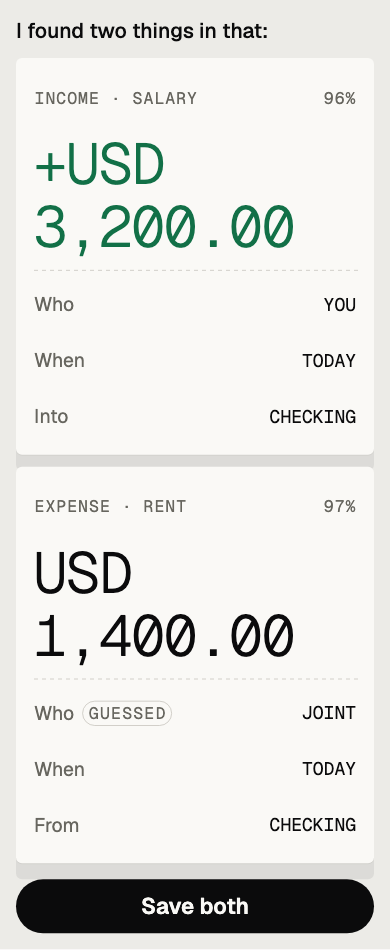 I found two things in that:
INCOME · SALARY 96%
+USD
3,200.00
Who YOU
When TODAY
Into CHECKING
EXPENSE · RENT 97%
USD
1,400.00
Who GUESSED JOINT
When TODAY
From CHECKING
Save both